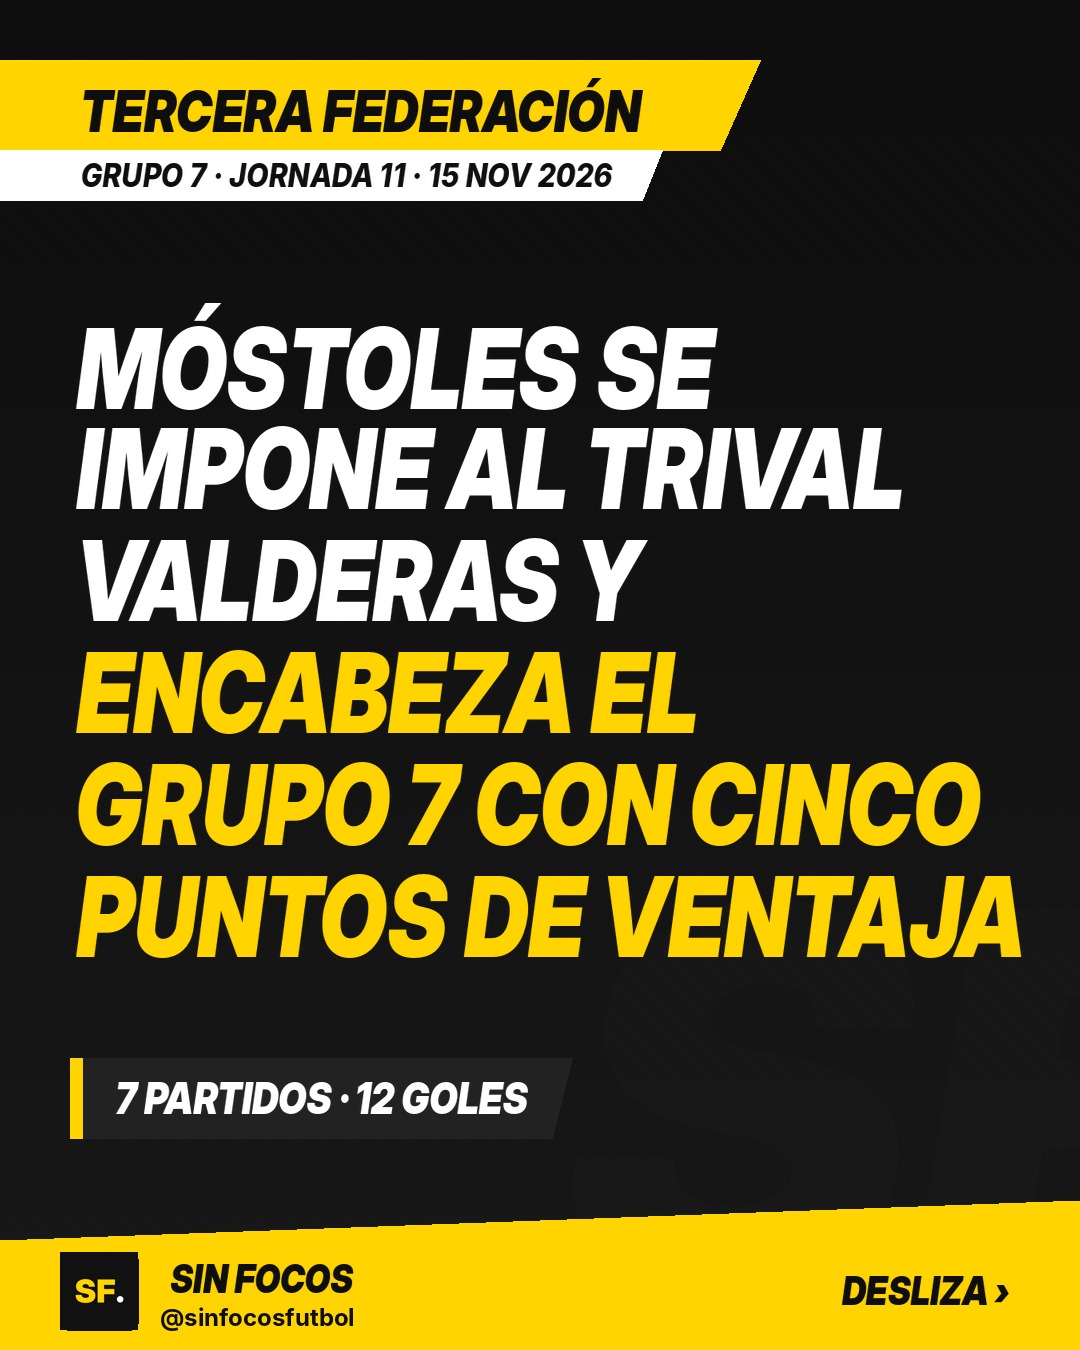 TERCERA FEDERACIÓN
GRUPO 7 · JORNADA 11 · 15 NOV 2026
MÓSTOLES SE
IMPONE AL TRIVAL
VALDERAS Y
ENCABEZA EL
GRUPO 7 CON CINCO
PUNTOS DE VENTAJA
7 PARTIDOS · 12 GOLES
SF.
SIN FOCOS
@sinfocosfutbol
DESLIZA ›